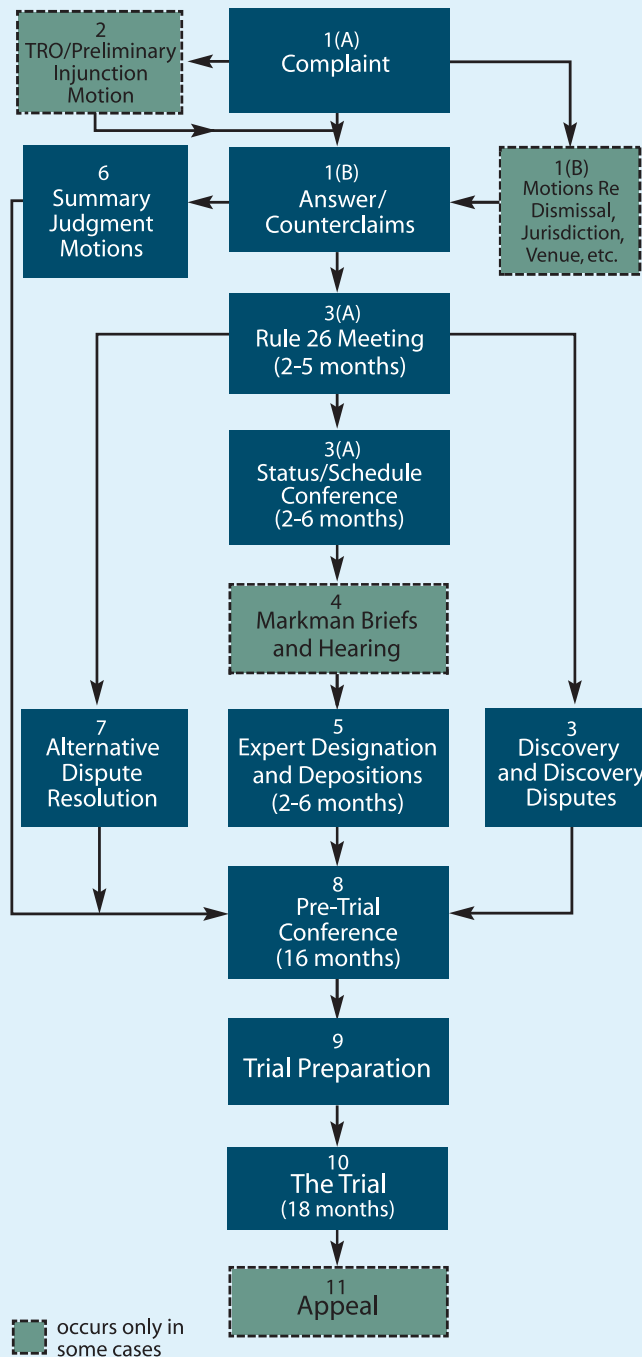 2
TRO/Preliminary
Injunction
Motion
1(A)
Complaint
6
Summary
Judgment
Motions
1(B)
Answer/
Counterclaims
1(B)
Motions Re
Dismissal,
Jurisdiction,
Venue, etc.
3(A)
Rule 26 Meeting
(2-5 months)
3(A)
Status/Schedule
Conference
(2-6 months)
4
Markman Briefs
and Hearing
7
Alternative
Dispute
Resolution
5
Expert Designation
and Depositions
(2-6 months)
3
Discovery
and Discovery
Disputes
8
Pre-Trial
Conference
(16 months)
9
Trial Preparation
10
The Trial
(18 months)
11
Appeal
occurs only in
some cases